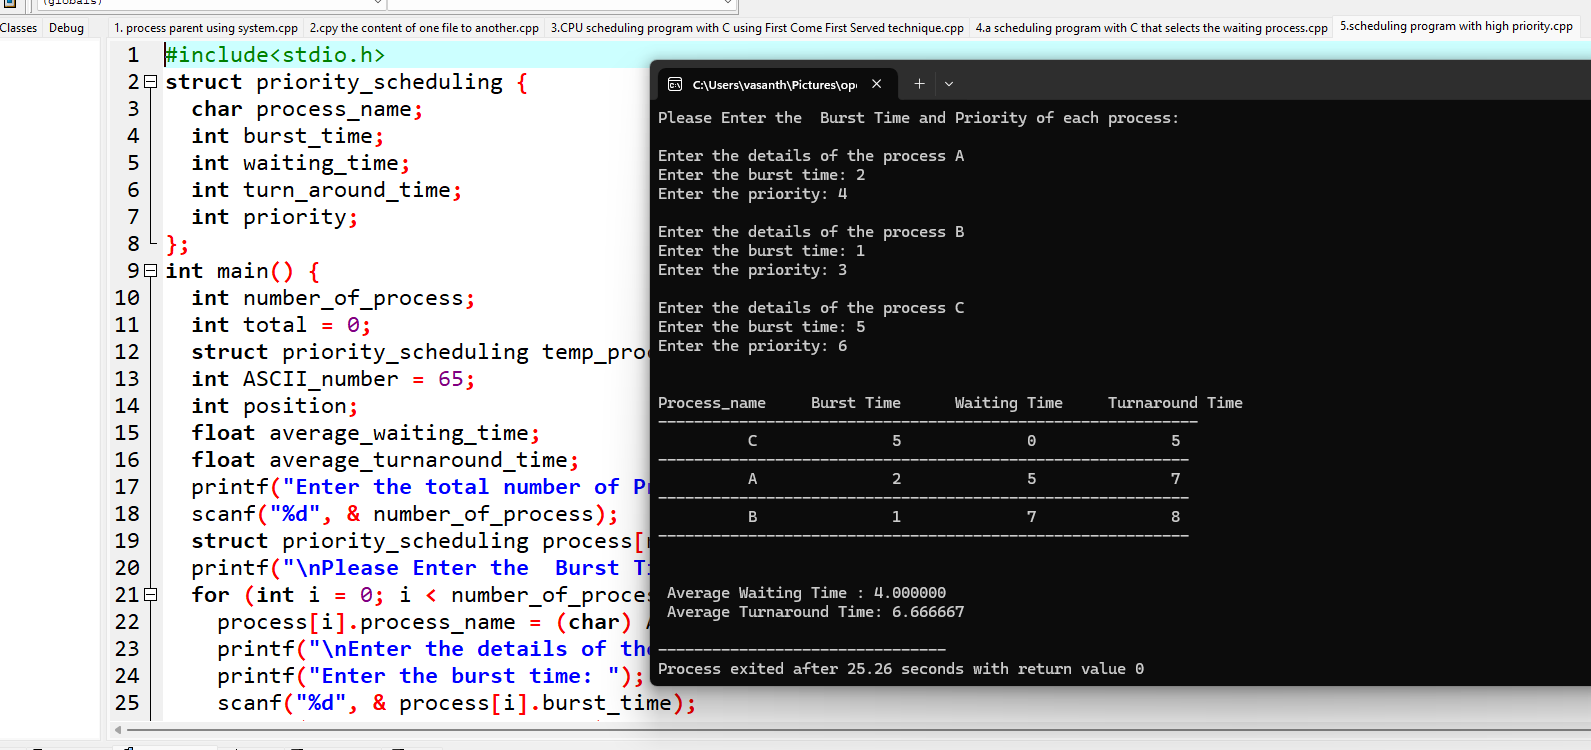 (globals)
Classes Debug 1. process parent using system.cpp 2.cpy the content of one file to another.cpp 3.CPU scheduling program with C using First Come First Served technique.cpp 4.a scheduling program with C that selects the waiting process.cpp 5.scheduling program with high priority.cpp
1 #include<stdio.h>
2 struct priority_scheduling {
3 char process_name;
4 int burst_time;
5 int waiting_time;
6 int turn_around_time;
7 int priority;
8 };
9 int main() {
10 int number_of_process;
11 int total = 0;
12 struct priority_scheduling temp_pro
13 int ASCII_number = 65;
14 int position;
15 float average_waiting_time;
16 float average_turnaround_time;
17 printf("Enter the total number of P
18 scanf("%d", & number_of_process);
19 struct priority_scheduling process[
20 printf("\nPlease Enter the  Burst T
21 for (int i = 0; i < number_of_proce
22 process[i].process_name = (char)
23 printf("\nEnter the details of th
24 printf("Enter the burst time: ");
25 scanf("%d", & process[i].burst_time);
C:\Users\vasanth\Pictures\op
Please Enter the  Burst Time and Priority of each process:
Enter the details of the process A
Enter the burst time: 2
Enter the priority: 4
Enter the details of the process B
Enter the burst time: 1
Enter the priority: 3
Enter the details of the process C
Enter the burst time: 5
Enter the priority: 6
Process_name Burst Time Waiting Time Turnaround Time
------------------------------------------------------------
C 5 0 5
-----------------------------------------------------------
A 2 5 7
-----------------------------------------------------------
B 1 7 8
-----------------------------------------------------------
Average Waiting Time : 4.000000
Average Turnaround Time: 6.666667
--------------------------------
Process exited after 25.26 seconds with return value 0